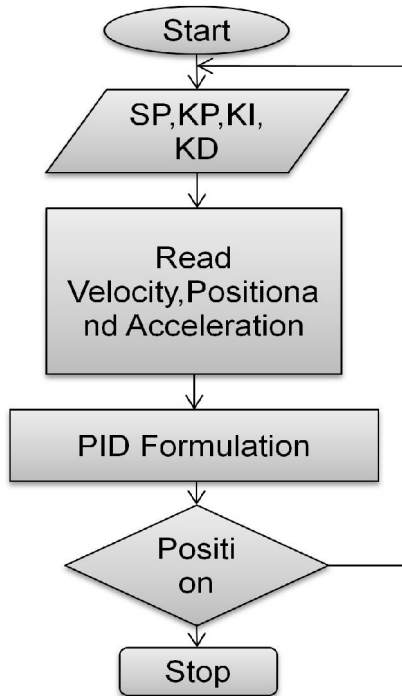 Start
SP,KP,KI,
KD
Read
Velocity,Positiona
nd Acceleration
PID Formulation
Positi
on
Stop